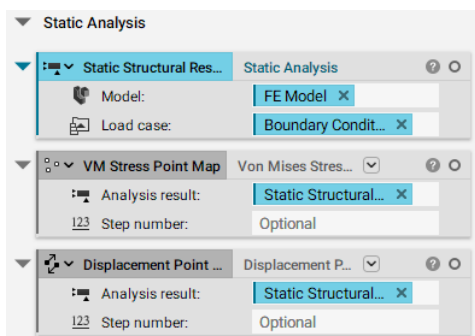 Static Analysis
Static Structural Res... Static Analysis
Model: FE Model
Load case: Boundary Condit...
VM Stress Point Map Von Mises Stres...
Analysis result: Static Structural...
123 Step number: Optional
Displacement Point ... Displacement P...
Analysis result: Static Structural...
123 Step number: Optional